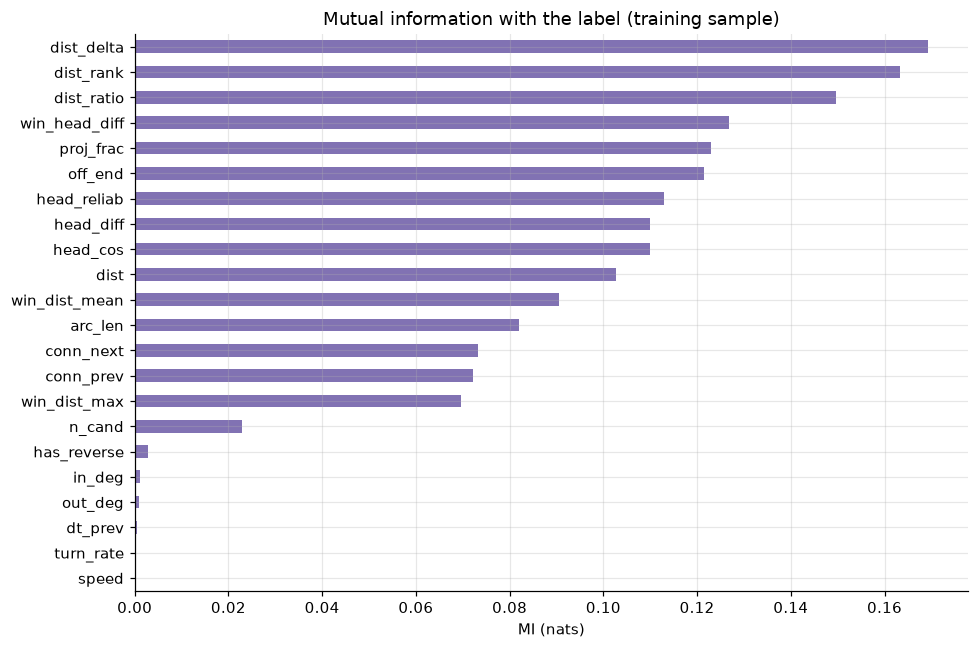 Mutual information with the label (training sample)
dist_delta
dist_rank
dist_ratio
win_head_diff
proj_frac
off_end
head_reliab
head_diff
head_cos
dist
win_dist_mean
arc_len
conn_next
conn_prev
win_dist_max
n_cand
has_reverse
in_deg
out_deg
dt_prev
turn_rate
speed
0.00 0.02 0.04 0.06 0.08 0.10 0.12 0.14 0.16
MI (nats)